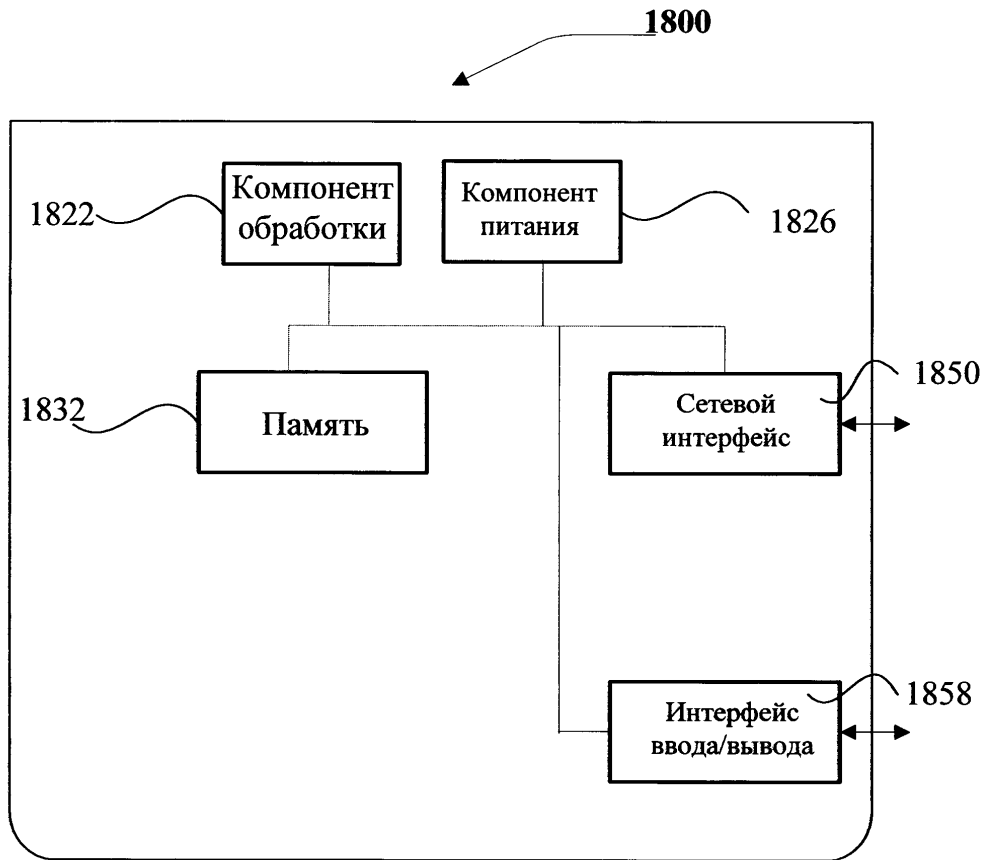 1800
Компонент
обработки
1822
Компонент
питания
1826
Память
1832
Сетевой
интерфейс
1850
Интерфейс
ввода/вывода
1858